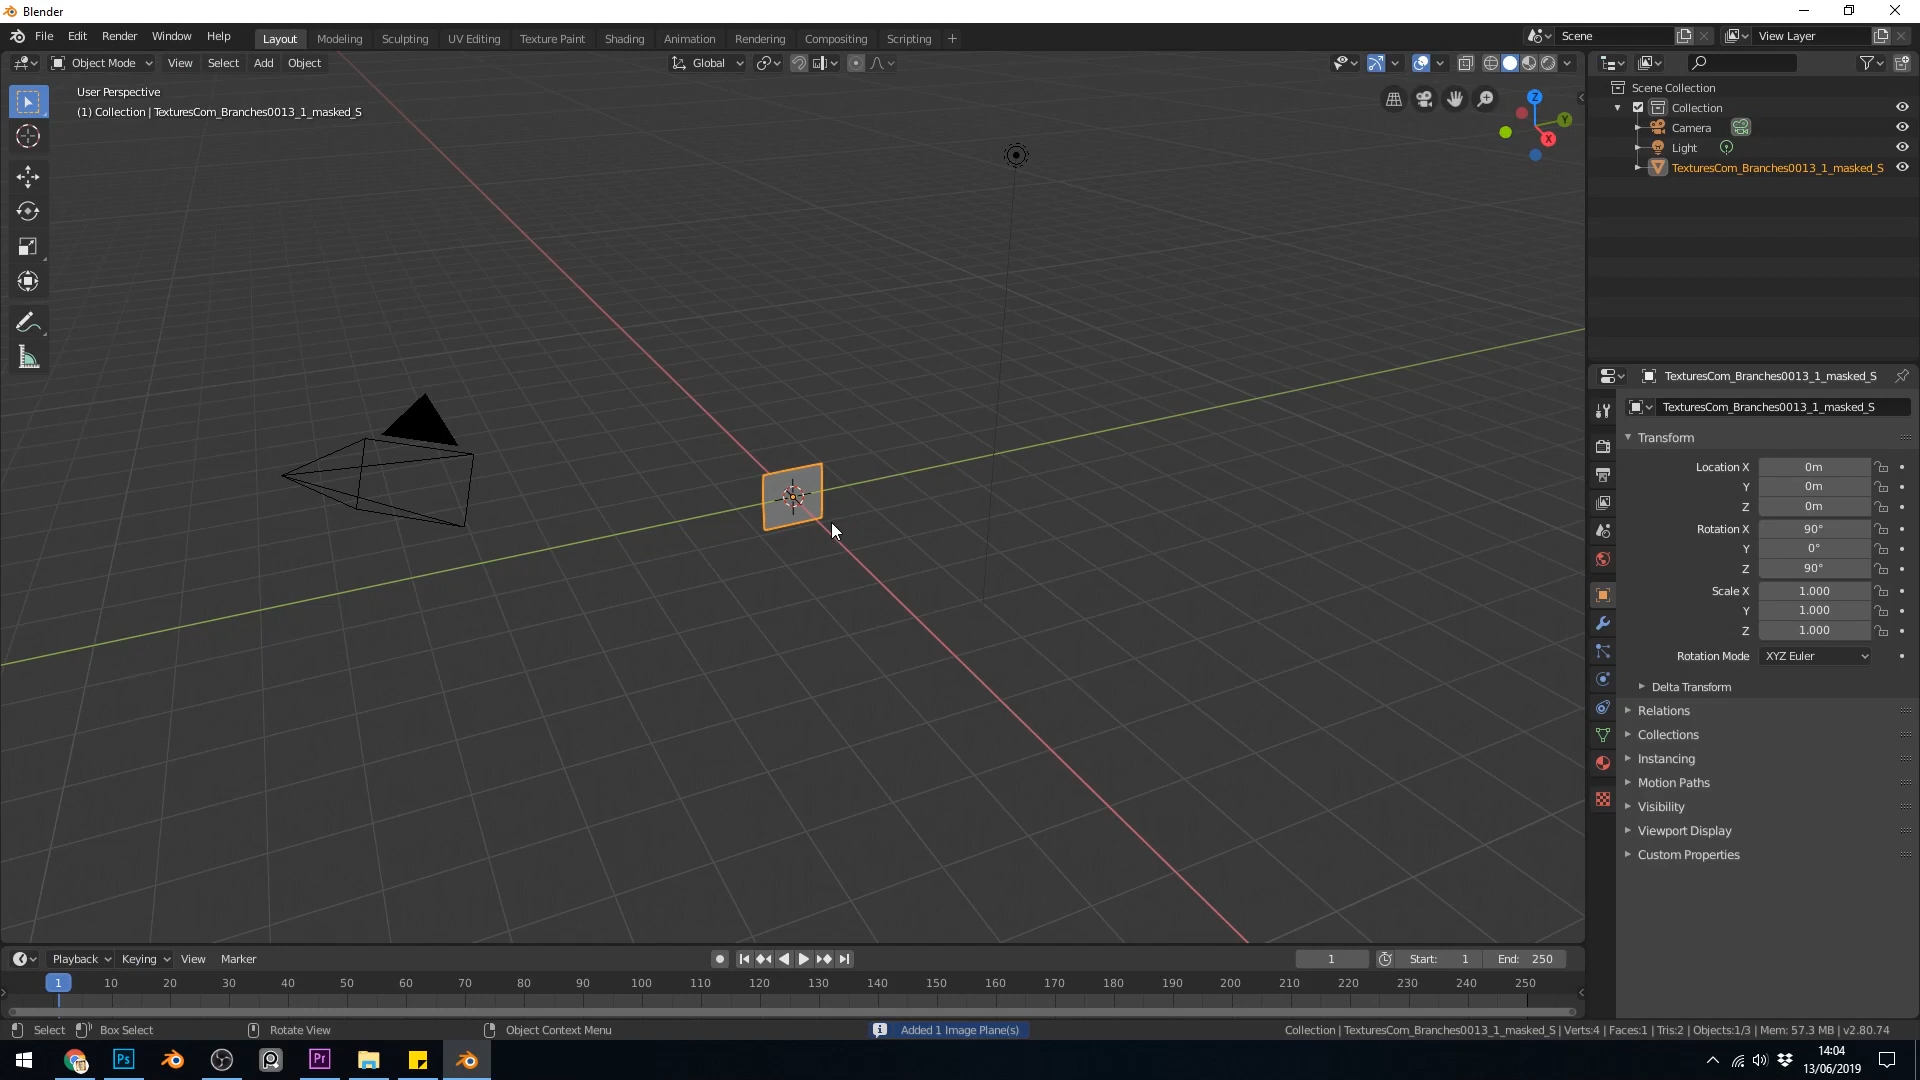 Blender
File Edit Render Window Help
Layout Modeling Sculpting UV Editing Texture Paint Shading Animation Rendering Compositing Scripting +
Scene
View Layer
Object Mode View Select Add Object
Global
User Perspective
(1) Collection | TexturesCom_Branches0013_1_masked_S
Z
Y
X
Scene Collection
Collection
Camera
Light
TexturesCom_Branches0013_1_masked_S
TexturesCom_Branches0013_1_masked_S
TexturesCom_Branches0013_1_masked_S
Transform
Location X 0m
Y 0m
Z 0m
Rotation X 90°
Y 0°
Z 90°
Scale X 1.000
Y 1.000
Z 1.000
Rotation Mode XYZ Euler
Delta Transform
Relations
Collections
Instancing
Motion Paths
Visibility
Viewport Display
Custom Properties
Playback Keying View Marker
1
Start: 1
End: 250
1 10 20 30 40 50 60 70 80 90 100 110 120 130 140 150 160 170 180 190 200 210 220 230 240 250
Select Box Select Rotate View Object Context Menu
Added 1 Image Plane(s)
Collection | TexturesCom_Branches0013_1_masked_S | Verts:4 | Faces:1 | Tris:2 | Objects:1/3 | Mem: 57.3 MB | v2.80.74
Ps
Pr
14:04
13/06/2019